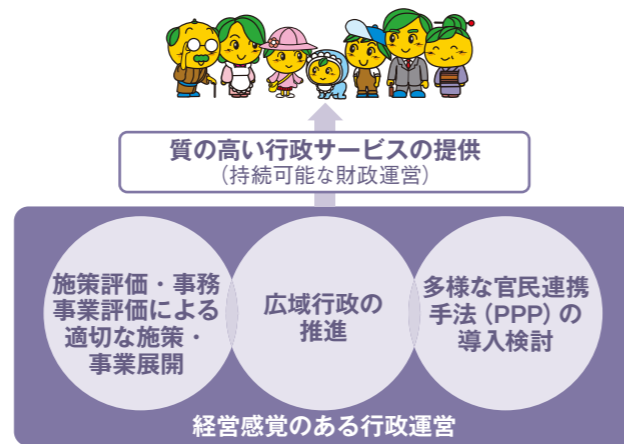 質の高い行政サービスの提供
（持続可能な財政運営）
施策評価・事務
事業評価による
適切な施策・
事業展開
広域行政の
推進
多様な官民連携
手法（PPP）の
導入検討
経営感覚のある行政運営